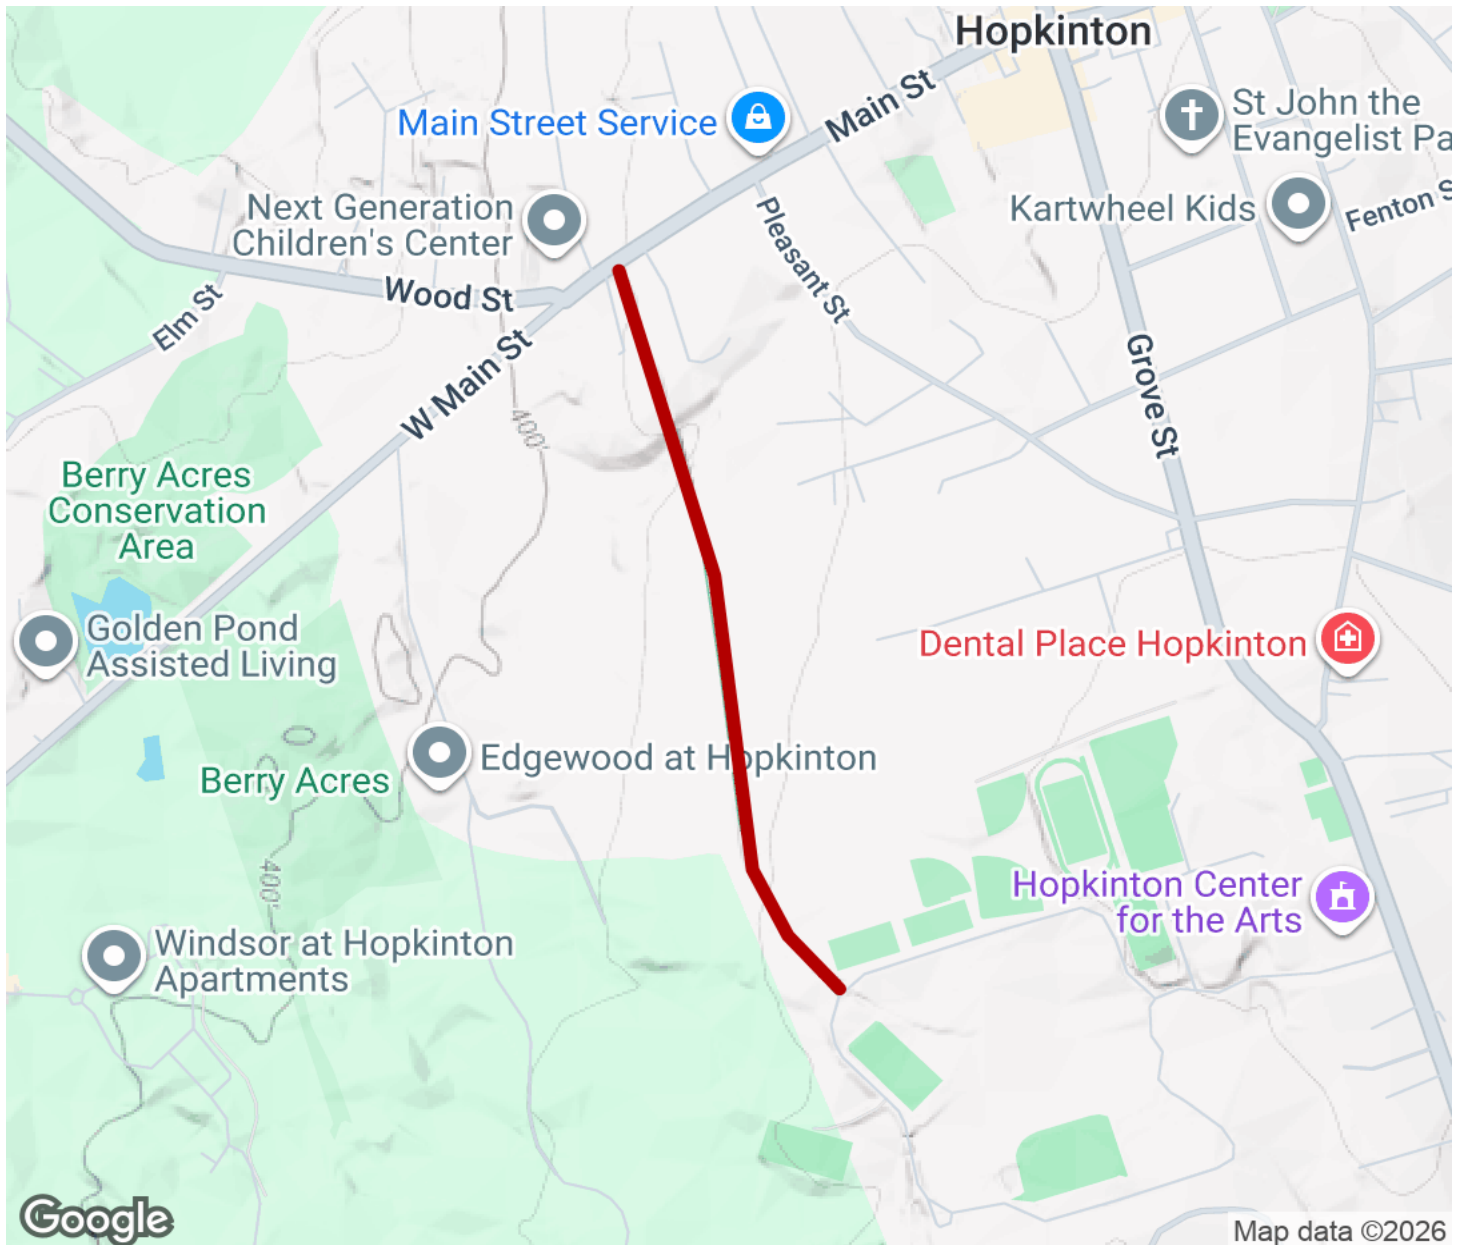 Hopkinton
Main St
Main Street Service
St John the
Evangelist Pa
Next Generation
Children's Center
Kartwheel Kids
Fenton S
Pleasant St
Wood St
Elm St
W Main St
Grove St
400'
Berry Acres
Conservation
Area
Golden Pond
Assisted Living
Dental Place Hopkinton
Edgewood at Hopkinton
Berry Acres
400'
Hopkinton Center
for the Arts
Windsor at Hopkinton
Apartments
Google
Map data ©2026